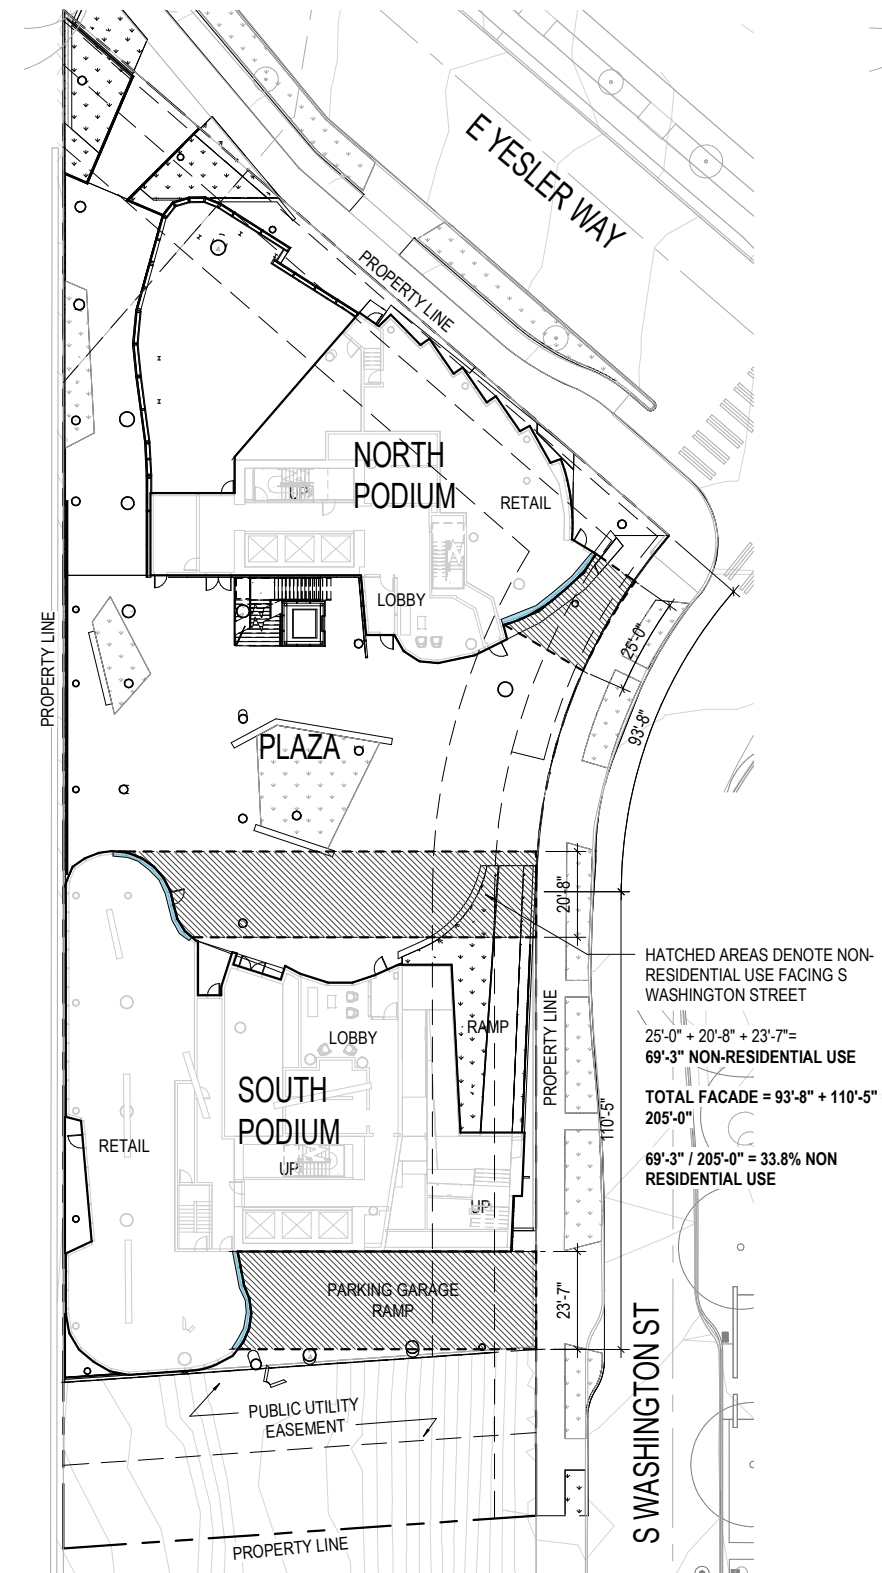 E YESLER WAY
PROPERTY LINE
NORTH
PODIUM
UP
RETAIL
LOBBY
PROPERTY LINE
25'-0"
93'-8"
PLAZA
20'-8"
HATCHED AREAS DENOTE NON-
RESIDENTIAL USE FACING S
WASHINGTON STREET
25'-0" + 20'-8" + 23'-7"=
69'-3" NON-RESIDENTIAL USE
TOTAL FACADE = 93'-8" + 110'-5"
205'-0"
69'-3" / 205'-0" = 33.8% NON
RESIDENTIAL USE
PROPERTY LINE
RAMP
LOBBY
SOUTH
PODIUM
110'-5"
RETAIL
UP
UP
PARKING GARAGE
RAMP
23'-7"
S WASHINGTON ST
PUBLIC UTILITY
EASEMENT
PROPERTY LINE